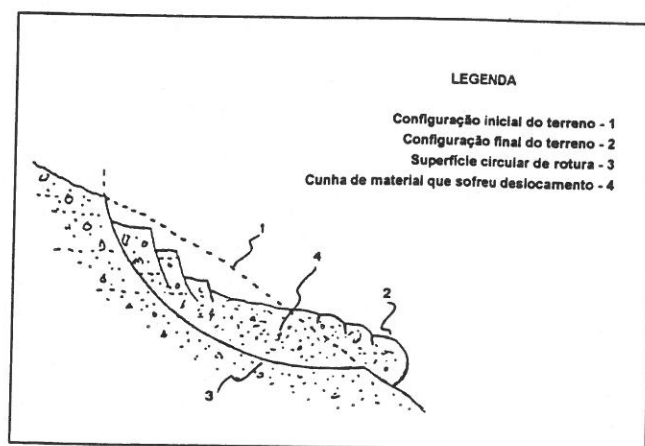 LEGENDA
Configuração inicial do terreno - 1
Configuração final do terreno - 2
Superfície circular de rotura - 3
Cunha de material que sofreu deslocamento - 4
1
4
2
3